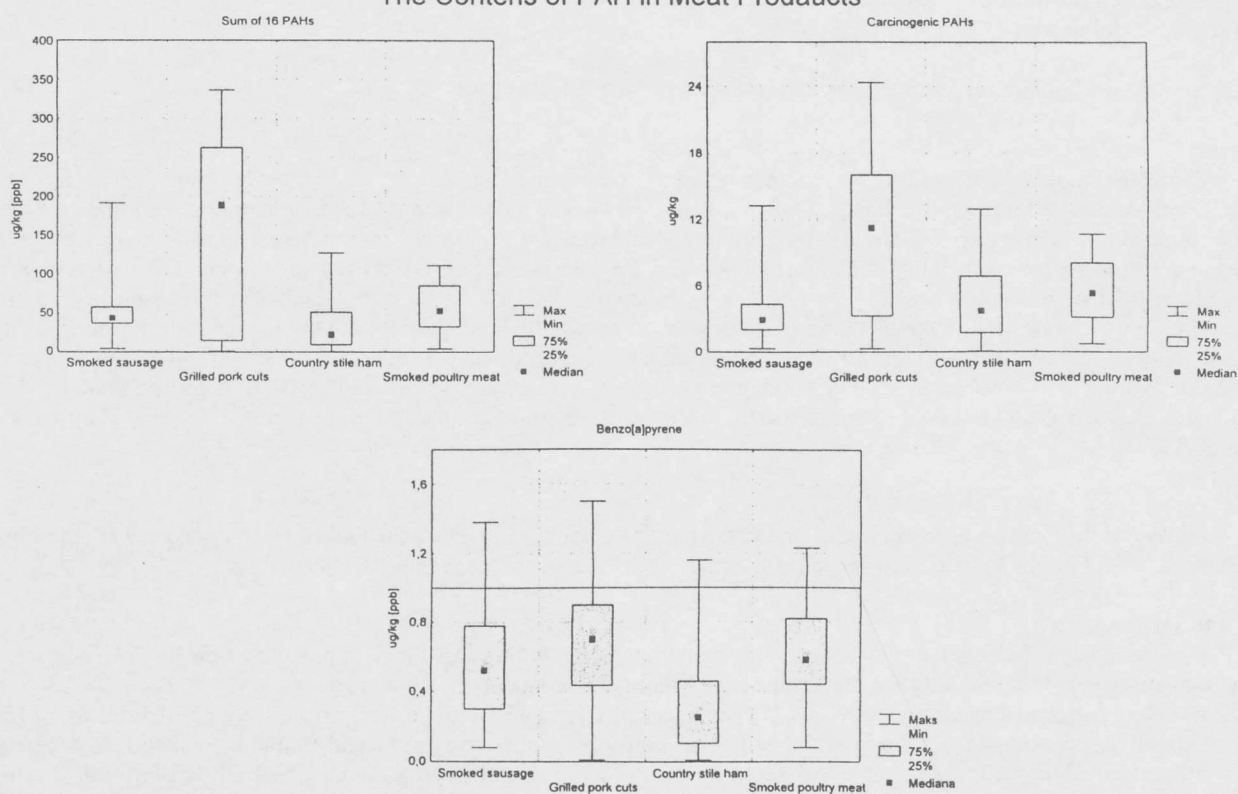 The Contens of PAH in Meat Prodaucts
Sum of 16 PAHs
400
350
300
250
200
150
100
50
0
ug/kg [ppb]
Smoked sausage
Grilled pork cuts
Country stile ham
Smoked poultry meat
Max
Min
75%
25%
Median
Carcinogenic PAHs
24
18
12
6
0
ug/kg
Smoked sausage
Grilled pork cuts
Country stile ham
Smoked poultry meat
Max
Min
75%
25%
Median
Benzo[a]pyrene
1,6
1,2
0,8
0,4
0,0
ug/kg [ppb]
Smoked sausage
Grilled pork cuts
Country stile ham
Smoked poultry meat
Maks
Min
75%
25%
Mediana